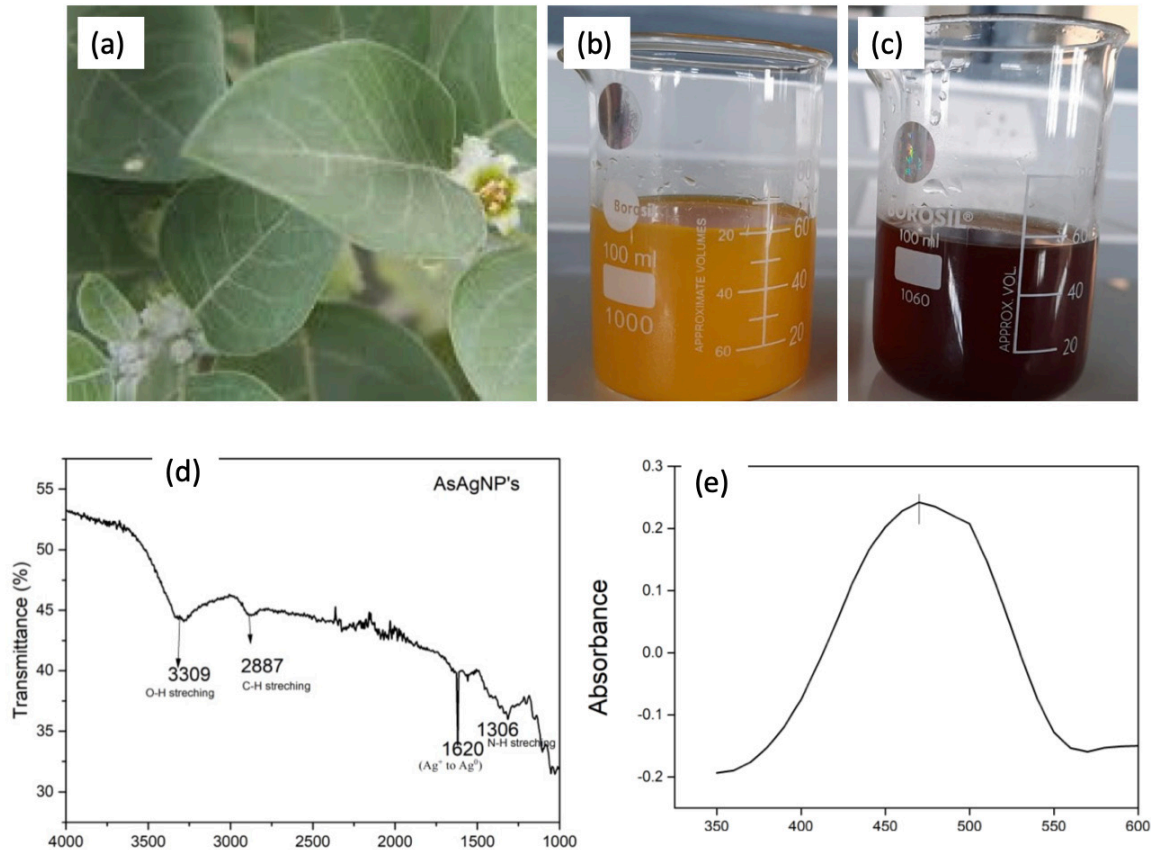 (a)
(b)
(c)
Borosil
100 ml
1000
APPROXIMATE VOLUMES
20
40
60
80
60
40
20
BOROSIL®
100 ml
1060
APPROX. VOL
60
40
20
(d)
AsAgNP's
Transmittance (%)
55
50
45
40
35
30
3309
O-H streching
2887
C-H streching
1620
(Ag⁺ to Ag⁰)
1306
N-H streching
4000
3500
3000
2500
2000
1500
1000
(e)
Absorbance
0.3
0.2
0.1
0.0
-0.1
-0.2
350
400
450
500
550
600